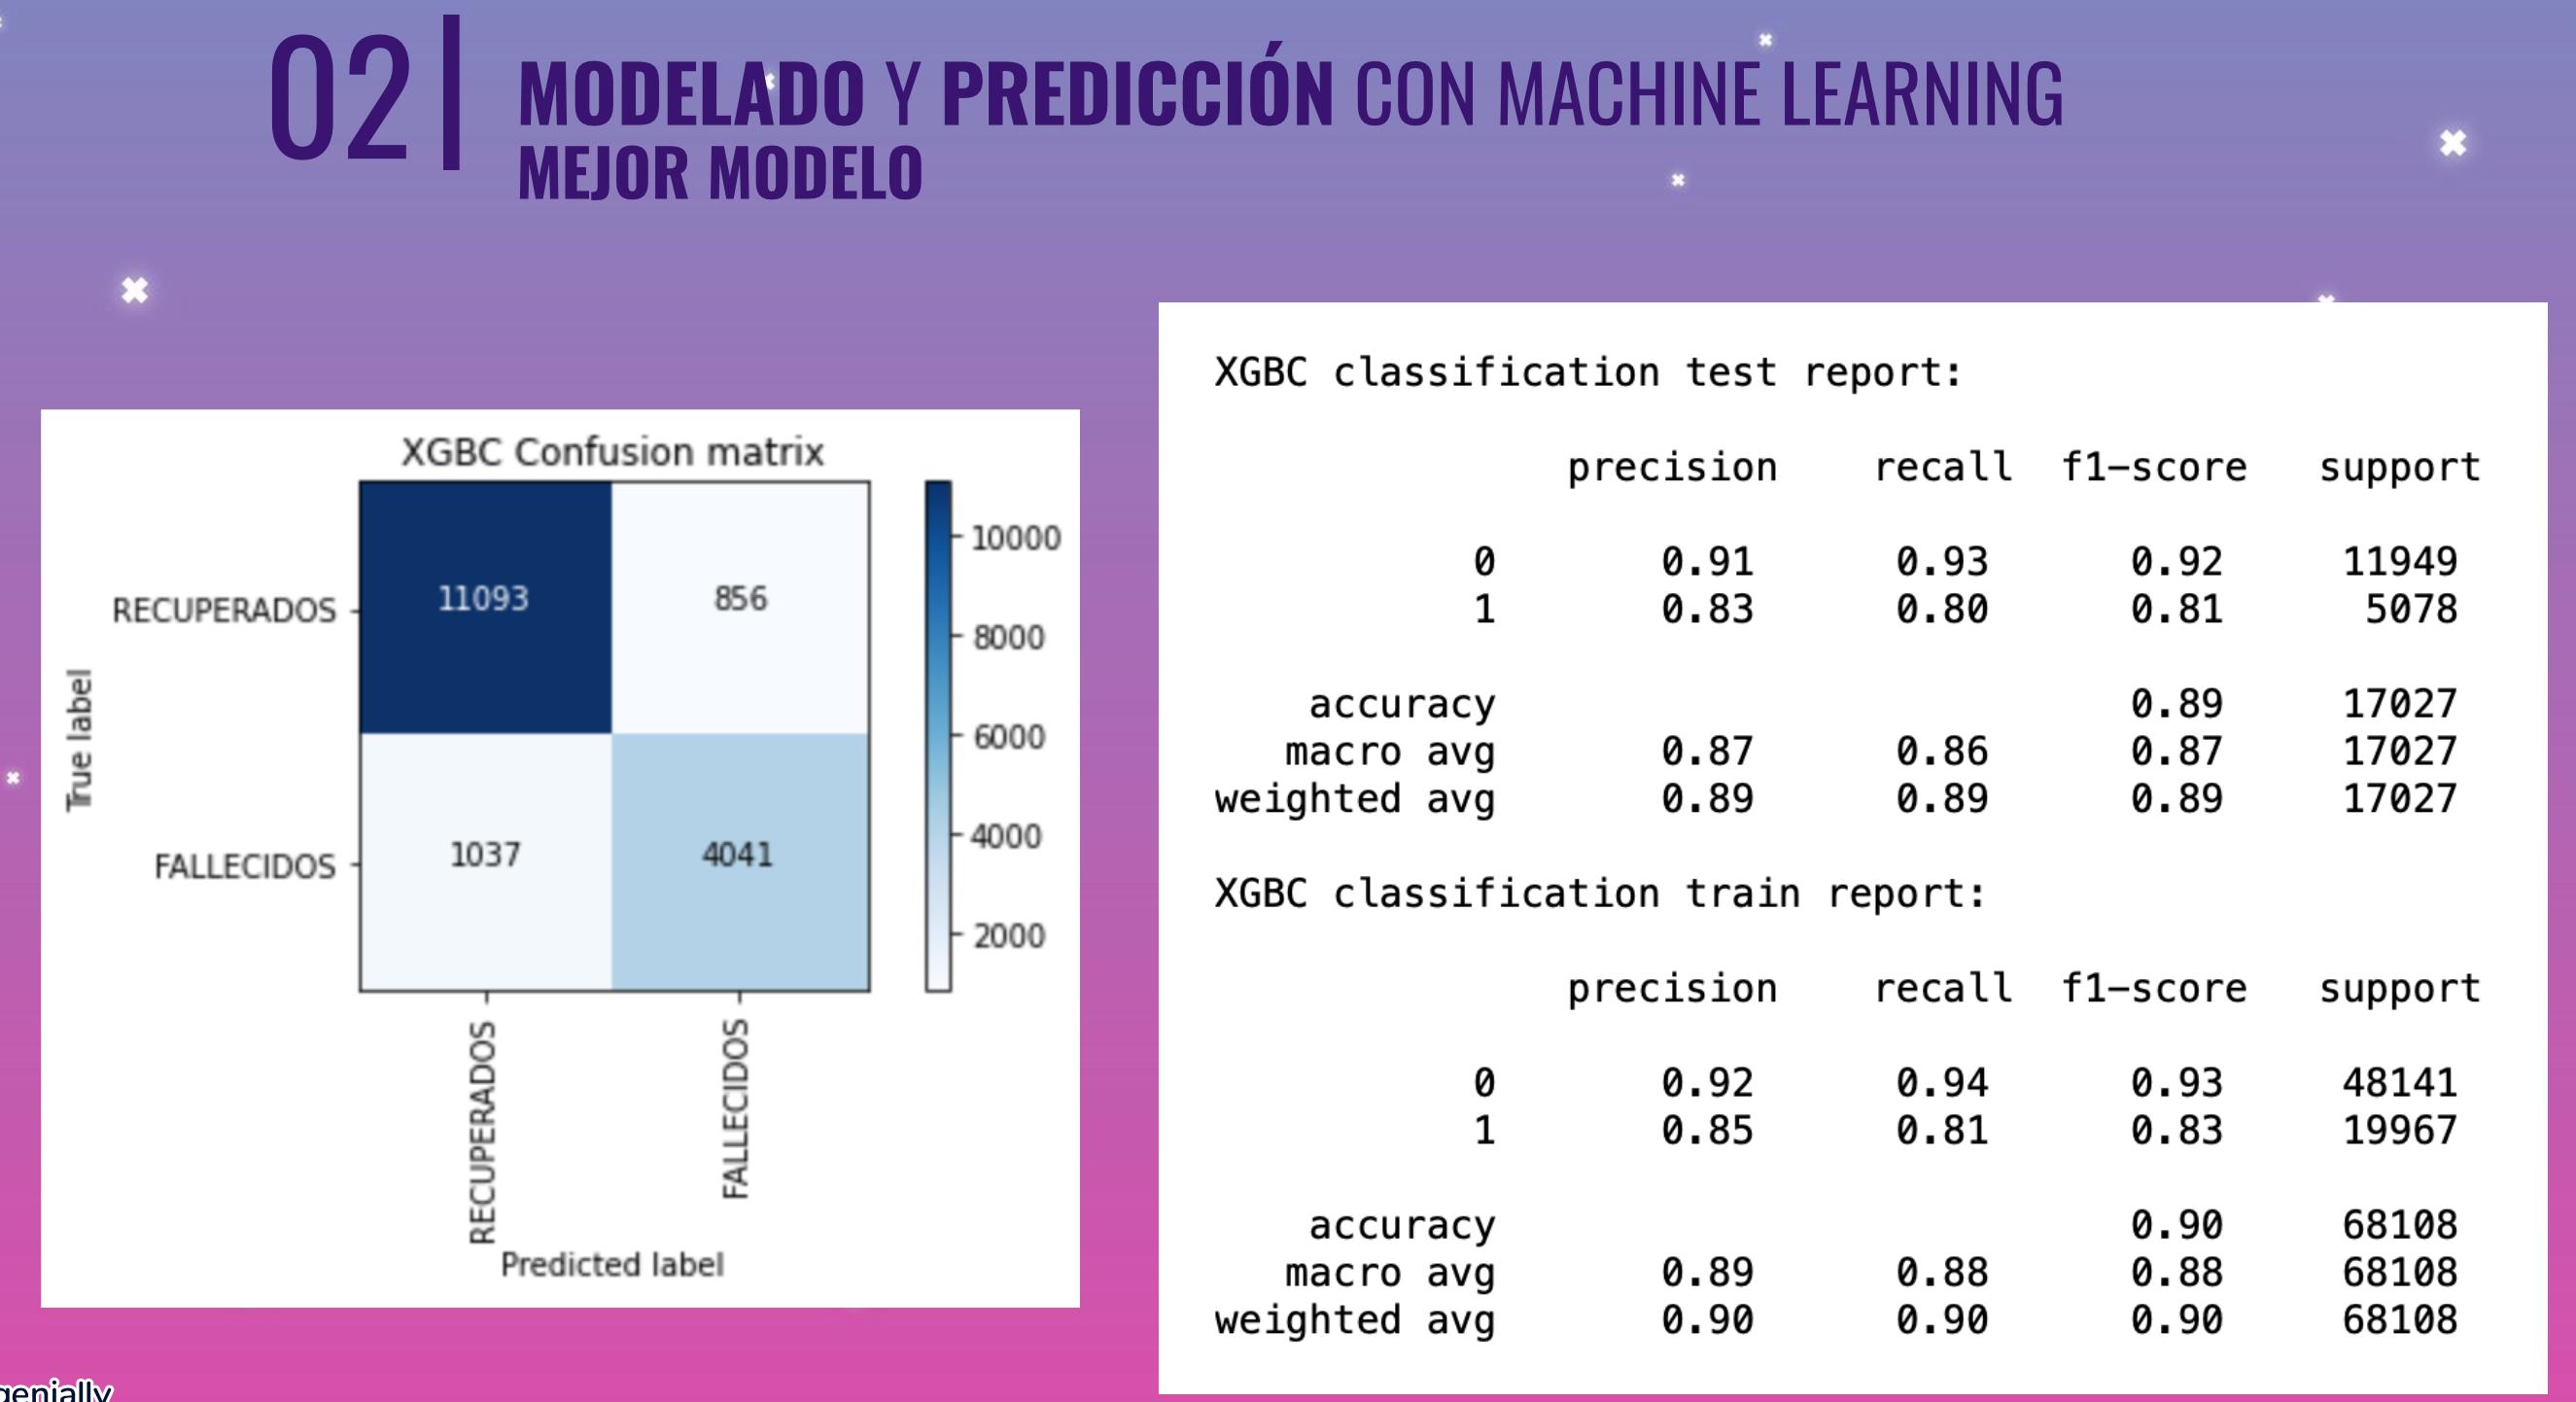 02
MODELADO Y PREDICCIÓN CON MACHINE LEARNING
MEJOR MODELO
XGBC Confusion matrix
True label
RECUPERADOS
FALLECIDOS
11093 856
1037 4041
10000
8000
6000
4000
2000
RECUPERADOS
FALLECIDOS
Predicted label
XGBC classification test report:
precision recall f1-score support
0 0.91 0.93 0.92 11949
1 0.83 0.80 0.81 5078
accuracy 0.89 17027
macro avg 0.87 0.86 0.87 17027
weighted avg 0.89 0.89 0.89 17027
XGBC classification train report:
precision recall f1-score support
0 0.92 0.94 0.93 48141
1 0.85 0.81 0.83 19967
accuracy 0.90 68108
macro avg 0.89 0.88 0.88 68108
weighted avg 0.90 0.90 0.90 68108
genially